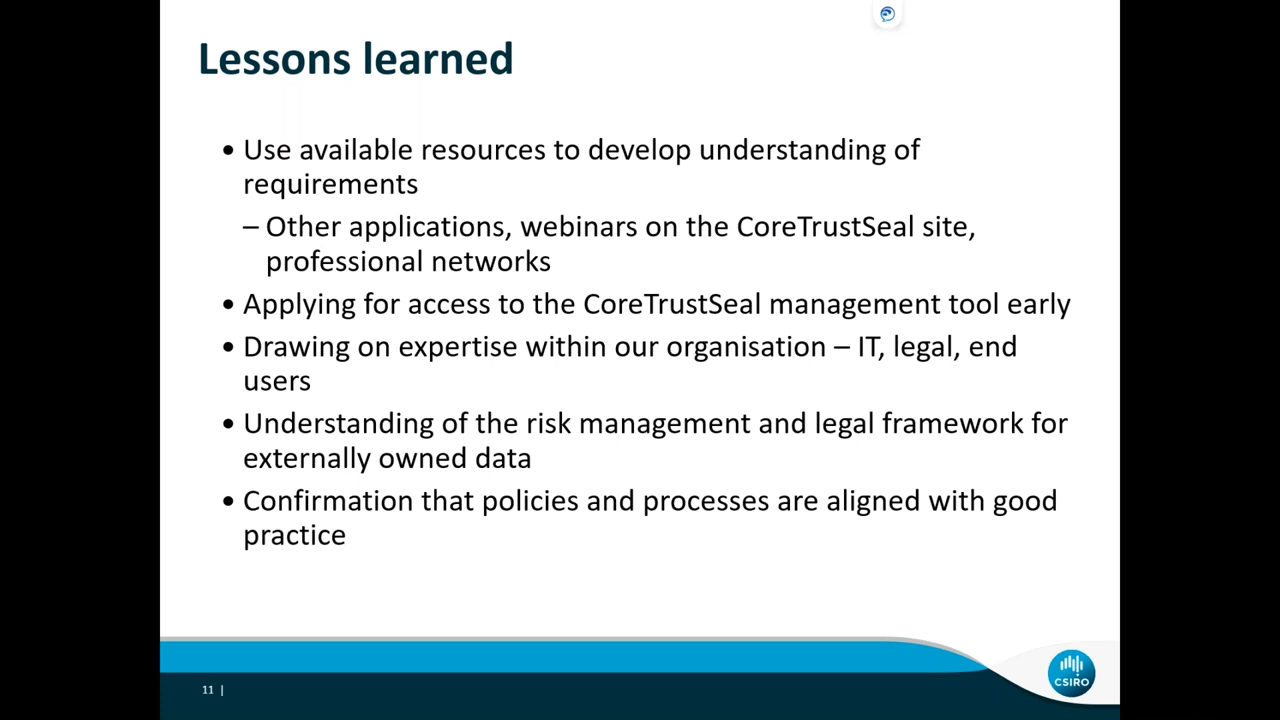 Lessons learned
• Use available resources to develop understanding of
requirements
– Other applications, webinars on the CoreTrustSeal site,
professional networks
• Applying for access to the CoreTrustSeal management tool early
• Drawing on expertise within our organisation – IT, legal, end
users
• Understanding of the risk management and legal framework for
externally owned data
• Confirmation that policies and processes are aligned with good
practice
11 |
CSIRO